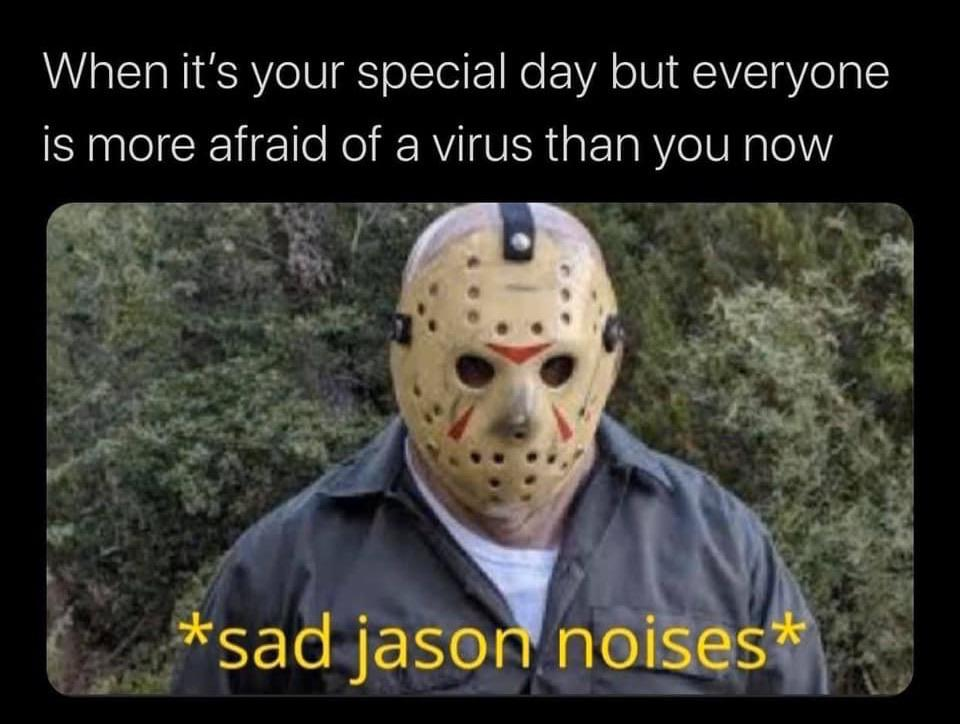 When it’s your special day but everyone
is more afraid of a virus than you now
*sad jason noises*